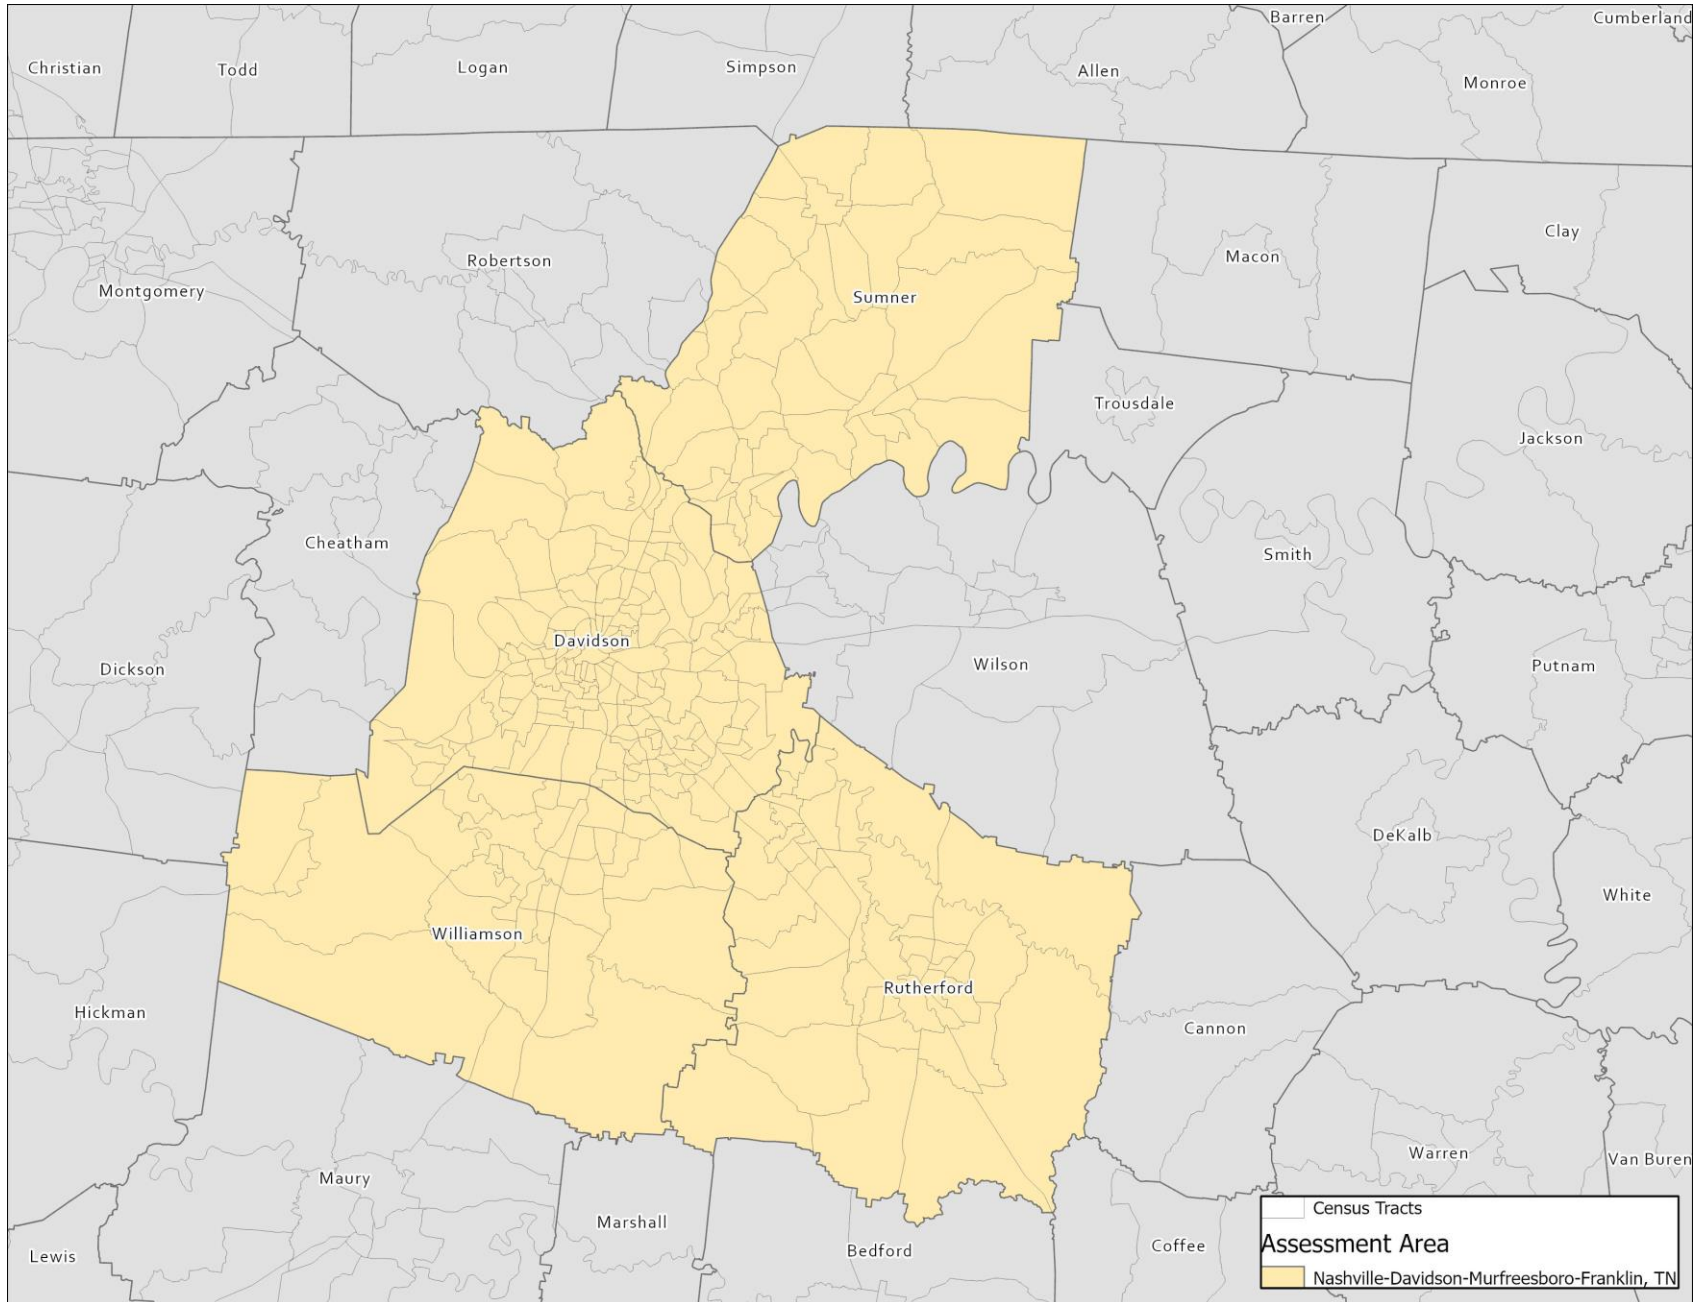 Barren
Cumberland
Christian
Todd
Logan
Simpson
Allen
Monroe
Clay
Macon
Robertson
Montgomery
Sumner
Trousdale
Jackson
Cheatham
Smith
Davidson
Wilson
Putnam
Dickson
DeKalb
White
Williamson
Rutherford
Hickman
Cannon
Warren
Van Buren
Maury
Marshall
Bedford
Coffee
Lewis
Census Tracts
Assessment Area
Nashville-Davidson-Murfreesboro-Franklin, TN